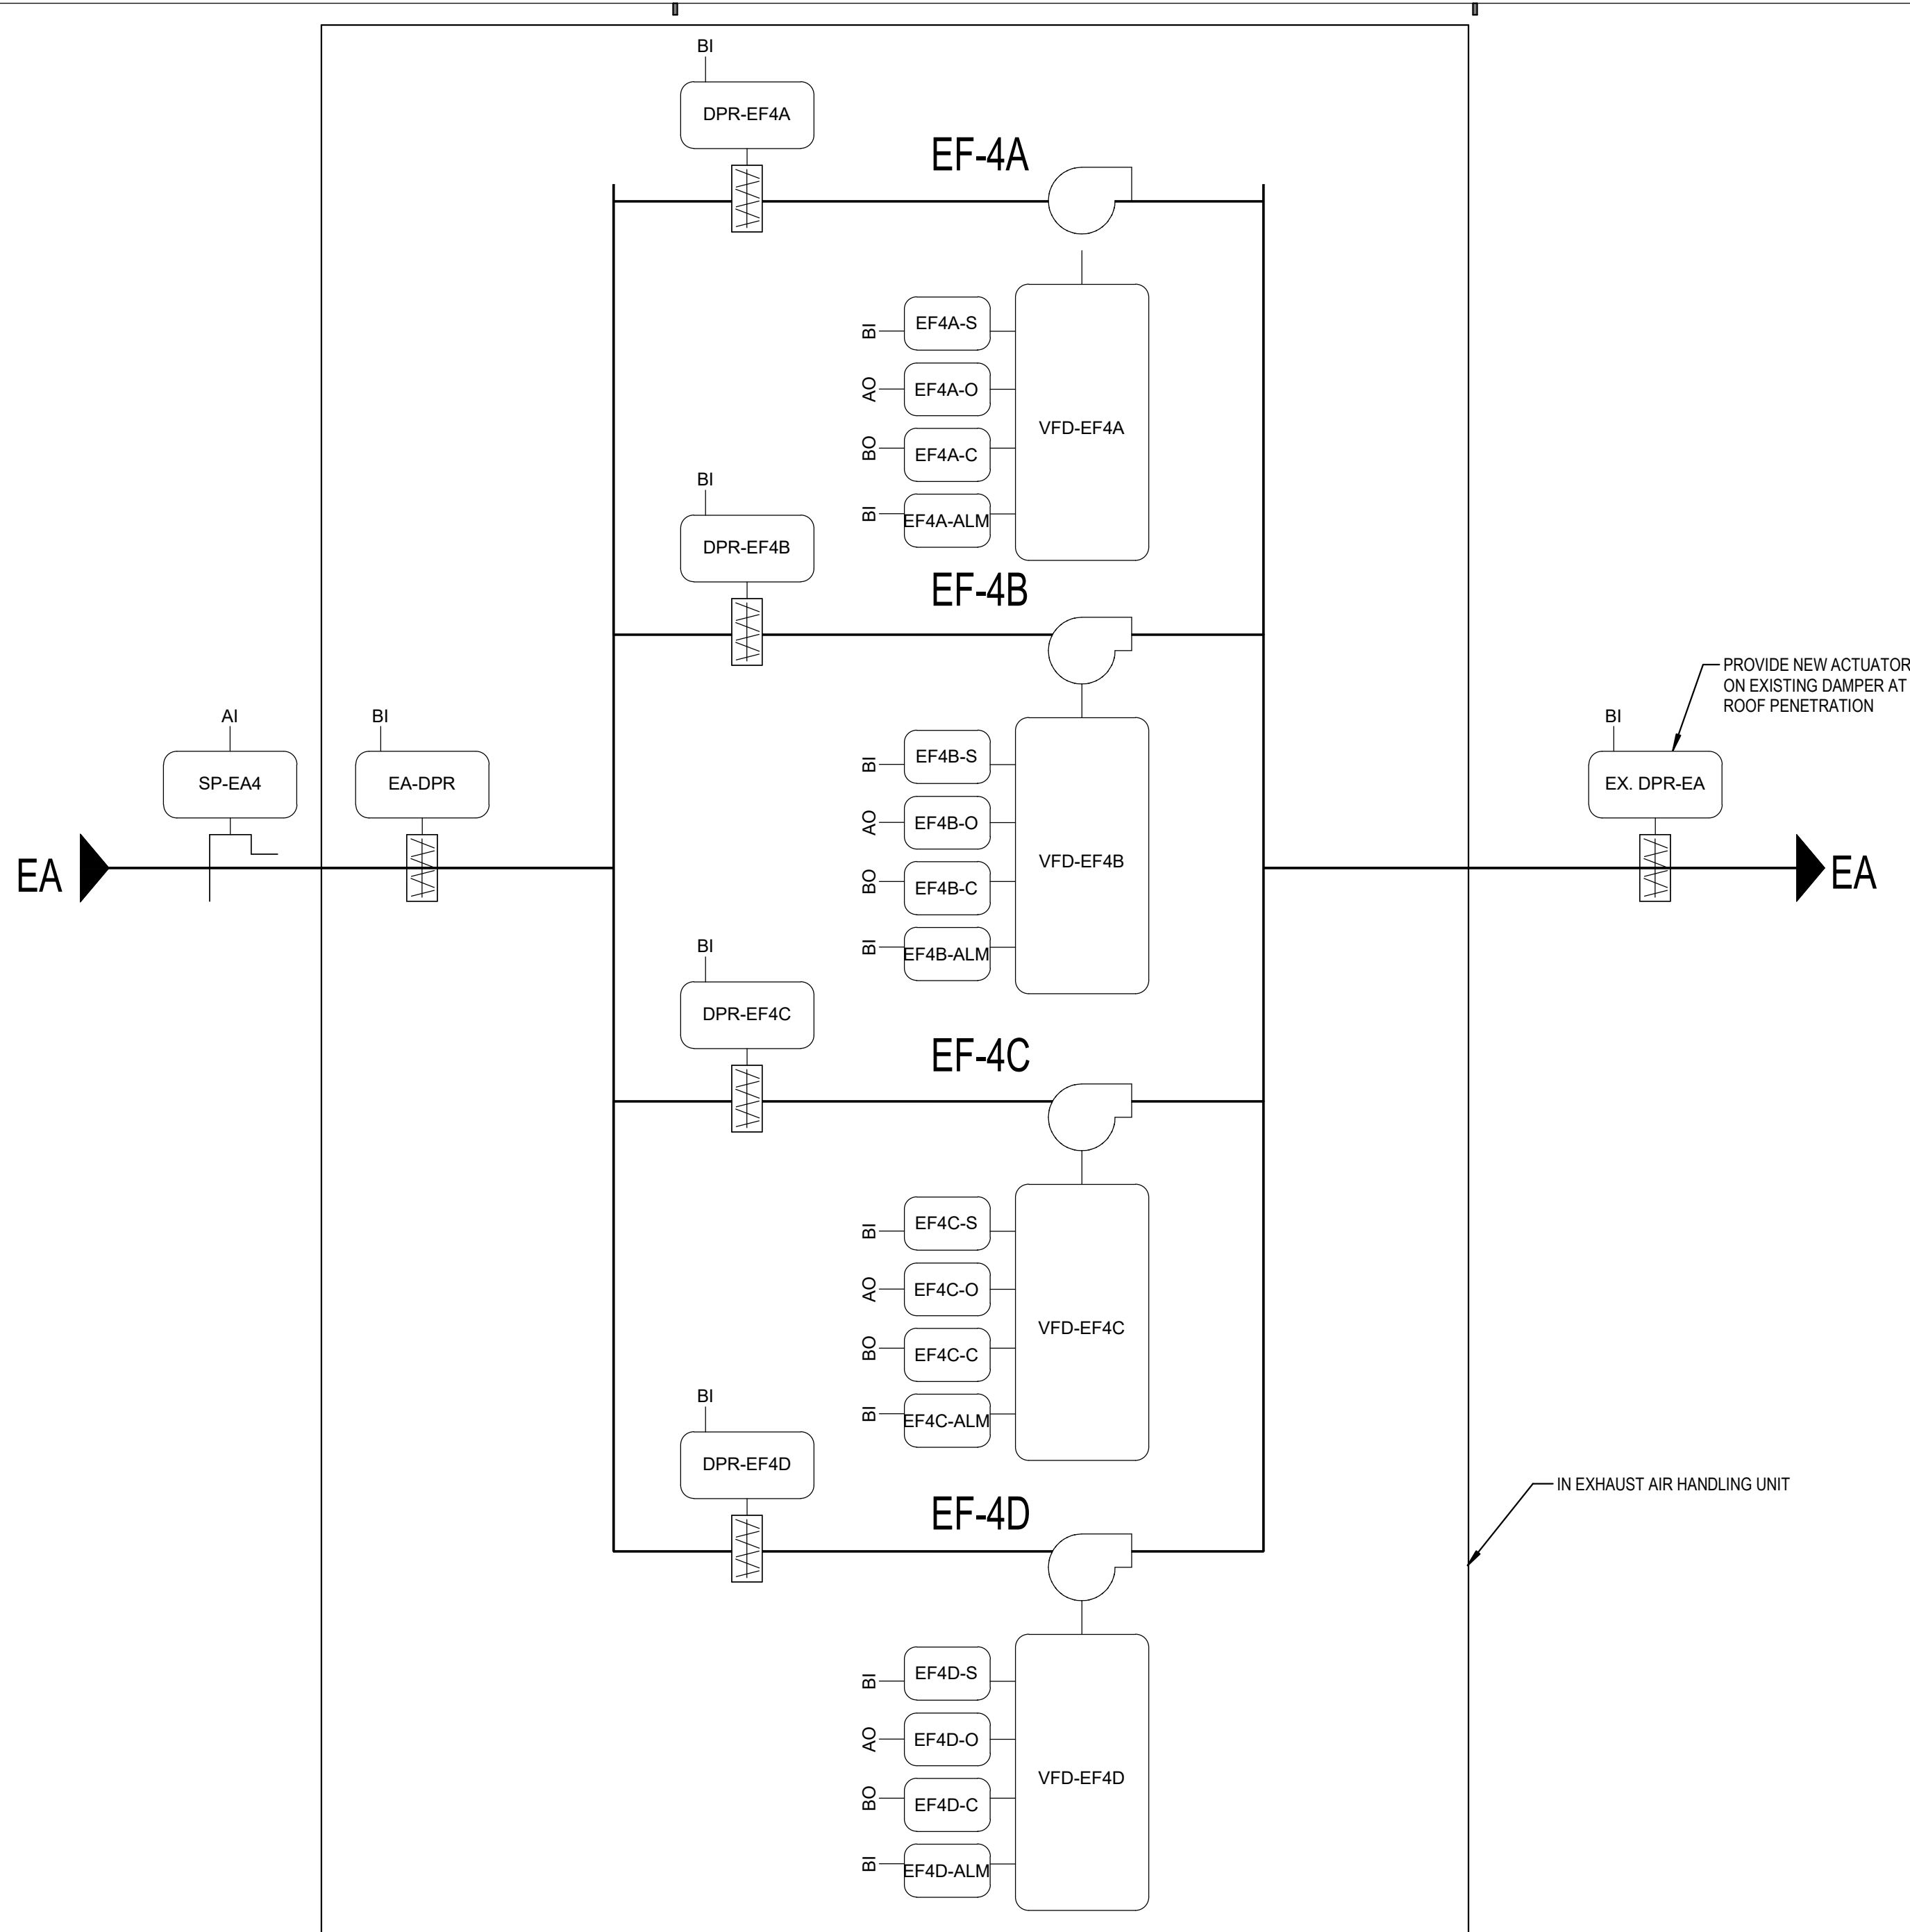 BI
DPR-EF4A
EF-4A
BI
EF4A-S
AO
EF4A-O
VFD-EF4A
BO
EF4A-C
BI
EF4A-ALM
BI
DPR-EF4B
EF-4B
BI
EF4B-S
AO
EF4B-O
VFD-EF4B
BO
EF4B-C
BI
EF4B-ALM
AI
SP-EA4
BI
EA-DPR
EA
PROVIDE NEW ACTUATOR
ON EXISTING DAMPER AT
ROOF PENETRATION
BI
EX. DPR-EA
EA
BI
DPR-EF4C
EF-4C
BI
EF4C-S
AO
EF4C-O
VFD-EF4C
BO
EF4C-C
BI
EF4C-ALM
BI
DPR-EF4D
EF-4D
IN EXHAUST AIR HANDLING UNIT
BI
EF4D-S
AO
EF4D-O
VFD-EF4D
BO
EF4D-C
BI
EF4D-ALM